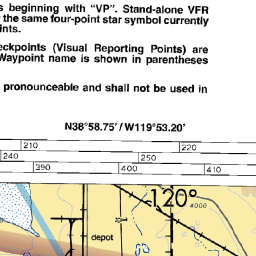 s beginning with “VP”. Stand-alone VFR
the same four-point star symbol currently
ints.
eckpoints (Visual Reporting Points) are
Waypoint name is shown in parentheses
pronounceable and shall not be used in
N38°58.75' / W119°53.20'
210 220
240 250
390 400 410
120°
4000
depot